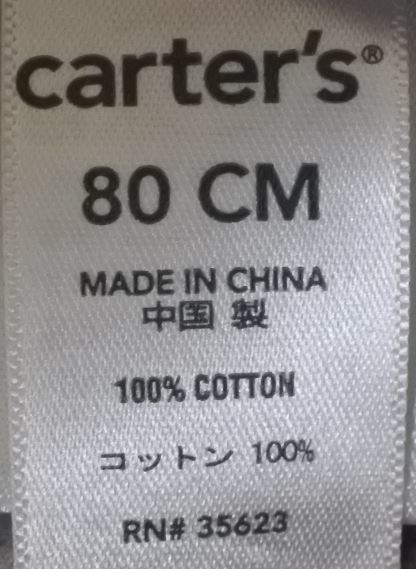 carter's®
80 CM
MADE IN CHINA
中国 製
100% COTTON
コットン 100%
RN# 35623